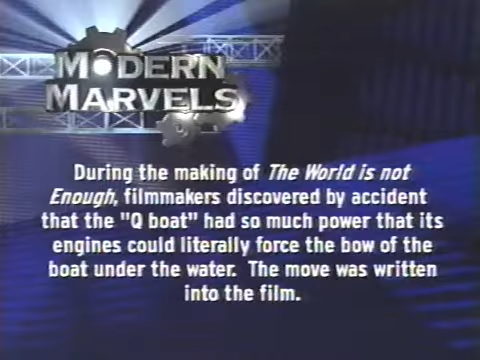 MODERN
MARVELS
During the making of The World is not
Enough, filmmakers discovered by accident
that the "Q boat" had so much power that its
engines could literally force the bow of the
boat under the water. The move was written
into the film.